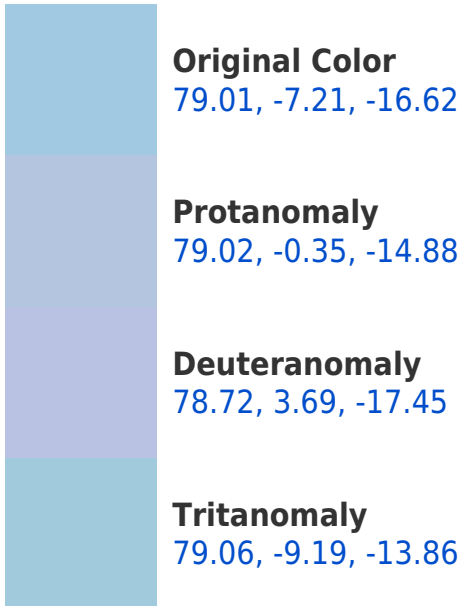 Original Color
79.01, -7.21, -16.62
Protanomaly
79.02, -0.35, -14.88
Deuteranomaly
78.72, 3.69, -17.45
Tritanomaly
79.06, -9.19, -13.86